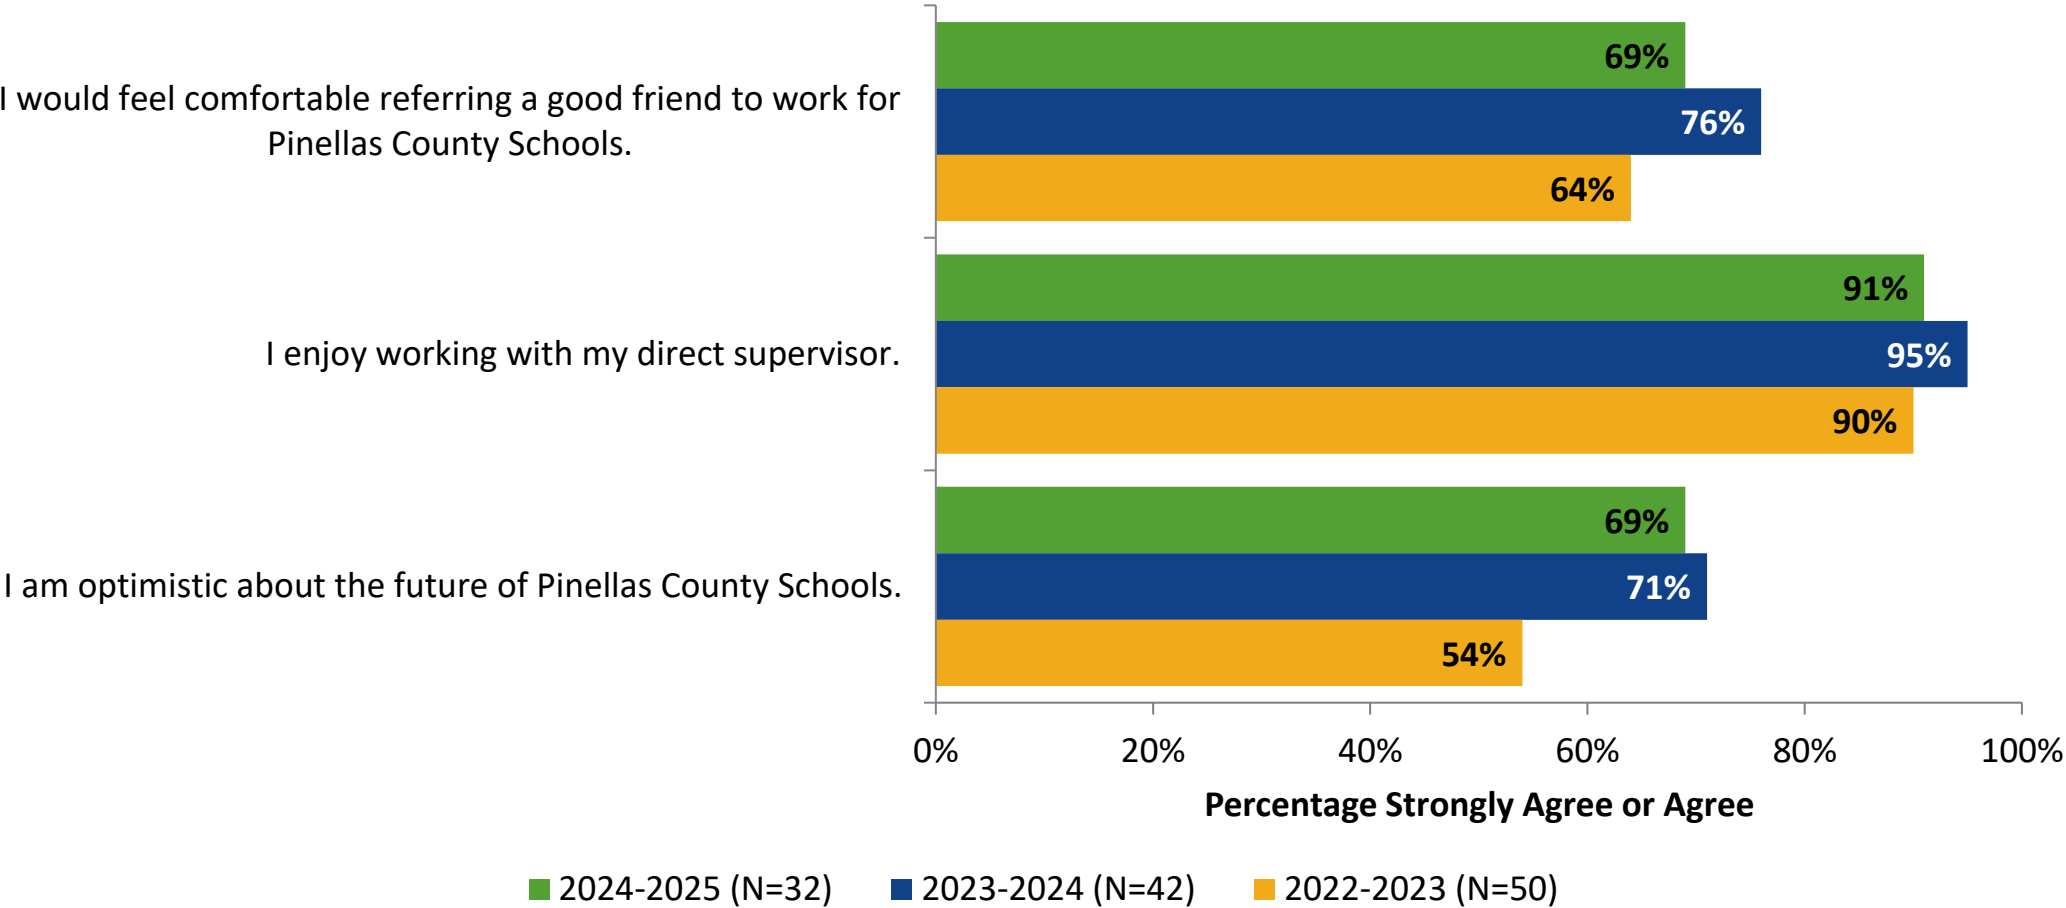 I would feel comfortable referring a good friend to work for
Pinellas County Schools.
69%
76%
64%
I enjoy working with my direct supervisor.
91%
95%
90%
I am optimistic about the future of Pinellas County Schools.
69%
71%
54%
0% 20% 40% 60% 80% 100%
Percentage Strongly Agree or Agree
2024-2025 (N=32) 2023-2024 (N=42) 2022-2023 (N=50)